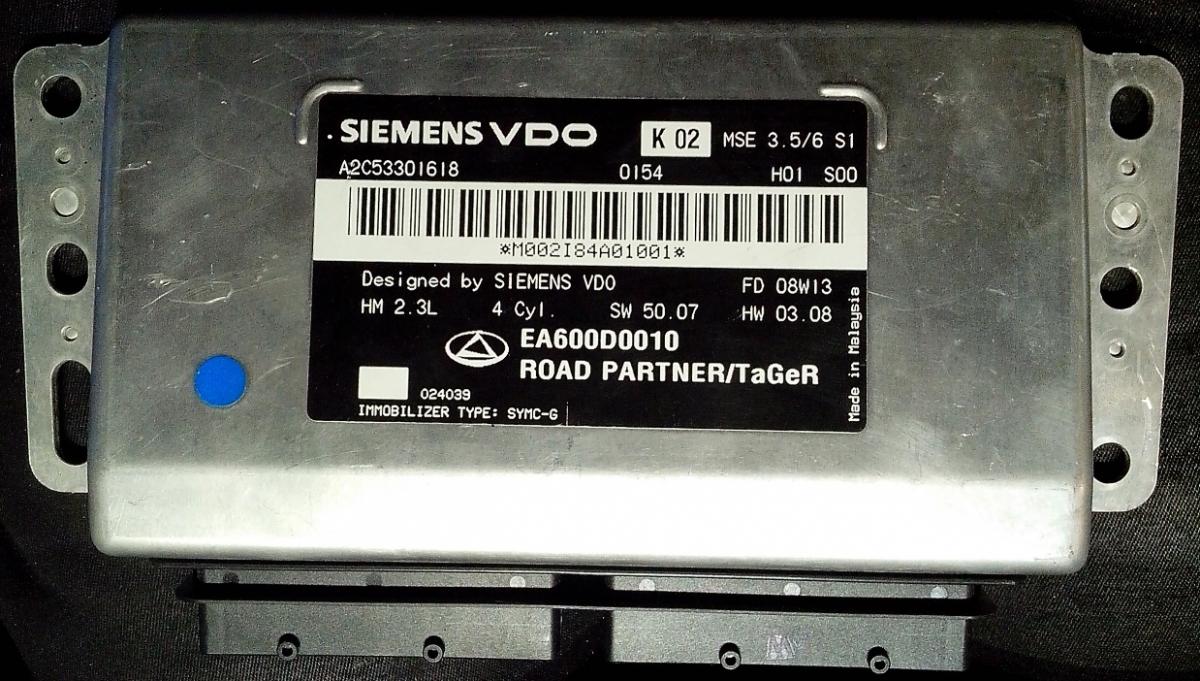 SIEMENS VDO K 02 MSE 3.5/6 S1
A2C53301618 0154 H01 S00
*M002I84A01001*
Designed by SIEMENS VDO FD 08W13
HM 2.3L 4 Cyl. SW 50.07 HW 03.08
EA600D0010
ROAD PARTNER/TaGeR
024039
IMMOBILIZER TYPE: SYMC-G
Made in Malaysia